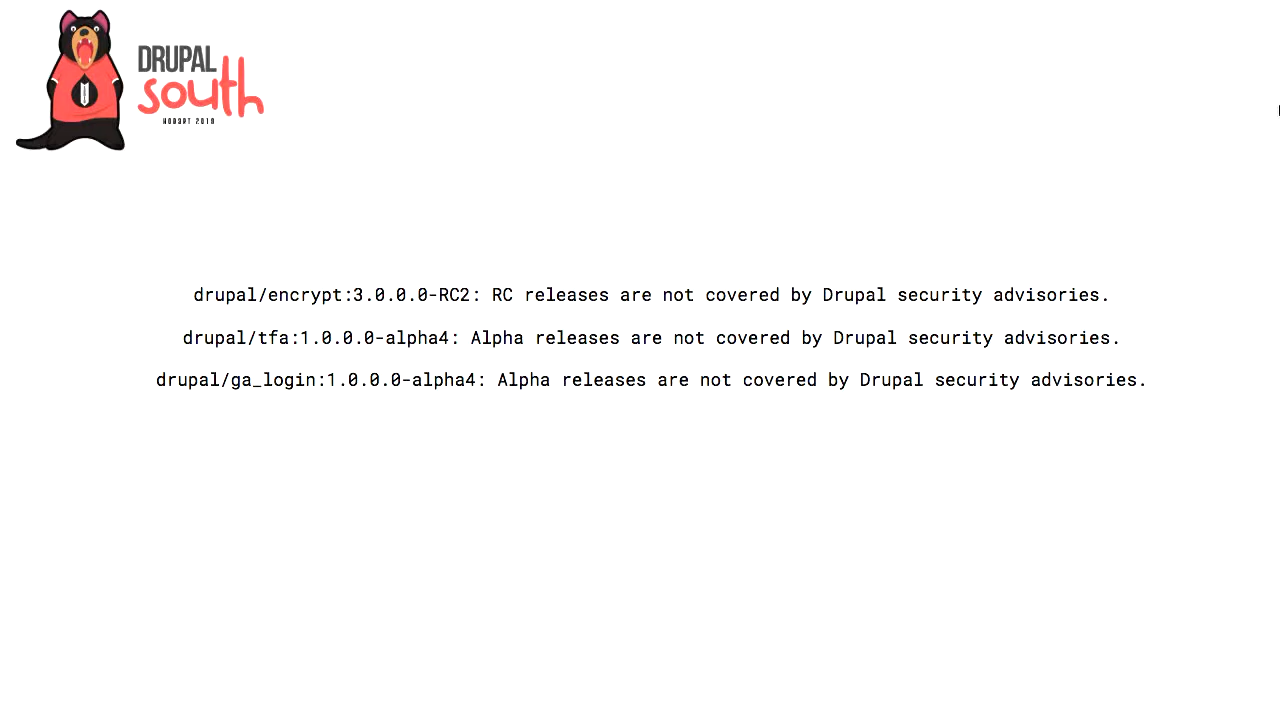 DRUPAL
south
HOBART 2019
drupal/encrypt:3.0.0.0-RC2: RC releases are not covered by Drupal security advisories.
drupal/tfa:1.0.0.0-alpha4: Alpha releases are not covered by Drupal security advisories.
drupal/ga_login:1.0.0.0-alpha4: Alpha releases are not covered by Drupal security advisories.